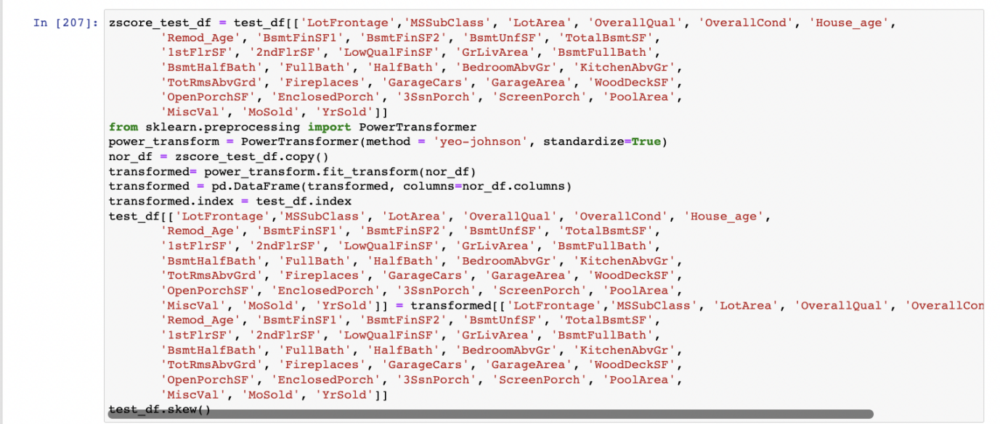 In [207]: zscore_test_df = test_df[['LotFrontage','MSSubClass', 'LotArea', 'OverallQual', 'OverallCond', 'House_age',
'Remod_Age', 'BsmtFinSF1', 'BsmtFinSF2', 'BsmtUnfSF', 'TotalBsmtSF',
'1stFlrSF', '2ndFlrSF', 'LowQualFinSF', 'GrLivArea', 'BsmtFullBath',
'BsmtHalfBath', 'FullBath', 'HalfBath', 'BedroomAbvGr', 'KitchenAbvGr',
'TotRmsAbvGrd', 'Fireplaces', 'GarageCars', 'GarageArea', 'WoodDeckSF',
'OpenPorchSF', 'EnclosedPorch', '3SsnPorch', 'ScreenPorch', 'PoolArea',
'MiscVal', 'MoSold', 'YrSold']]
from sklearn.preprocessing import PowerTransformer
power_transform = PowerTransformer(method = 'yeo-johnson', standardize=True)
nor_df = zscore_test_df.copy()
transformed= power_transform.fit_transform(nor_df)
transformed = pd.DataFrame(transformed, columns=nor_df.columns)
transformed.index = test_df.index
test_df[['LotFrontage','MSSubClass', 'LotArea', 'OverallQual', 'OverallCond', 'House_age',
'Remod_Age', 'BsmtFinSF1', 'BsmtFinSF2', 'BsmtUnfSF', 'TotalBsmtSF',
'1stFlrSF', '2ndFlrSF', 'LowQualFinSF', 'GrLivArea', 'BsmtFullBath',
'BsmtHalfBath', 'FullBath', 'HalfBath', 'BedroomAbvGr', 'KitchenAbvGr',
'TotRmsAbvGrd', 'Fireplaces', 'GarageCars', 'GarageArea', 'WoodDeckSF',
'OpenPorchSF', 'EnclosedPorch', '3SsnPorch', 'ScreenPorch', 'PoolArea',
'MiscVal', 'MoSold', 'YrSold']] = transformed[['LotFrontage','MSSubClass', 'LotArea', 'OverallQual', 'OverallCon
'Remod_Age', 'BsmtFinSF1', 'BsmtFinSF2', 'BsmtUnfSF', 'TotalBsmtSF',
'1stFlrSF', '2ndFlrSF', 'LowQualFinSF', 'GrLivArea', 'BsmtFullBath',
'BsmtHalfBath', 'FullBath', 'HalfBath', 'BedroomAbvGr', 'KitchenAbvGr',
'TotRmsAbvGrd', 'Fireplaces', 'GarageCars', 'GarageArea', 'WoodDeckSF',
'OpenPorchSF', 'EnclosedPorch', '3SsnPorch', 'ScreenPorch', 'PoolArea',
'MiscVal', 'MoSold', 'YrSold']]
test_df.skew()